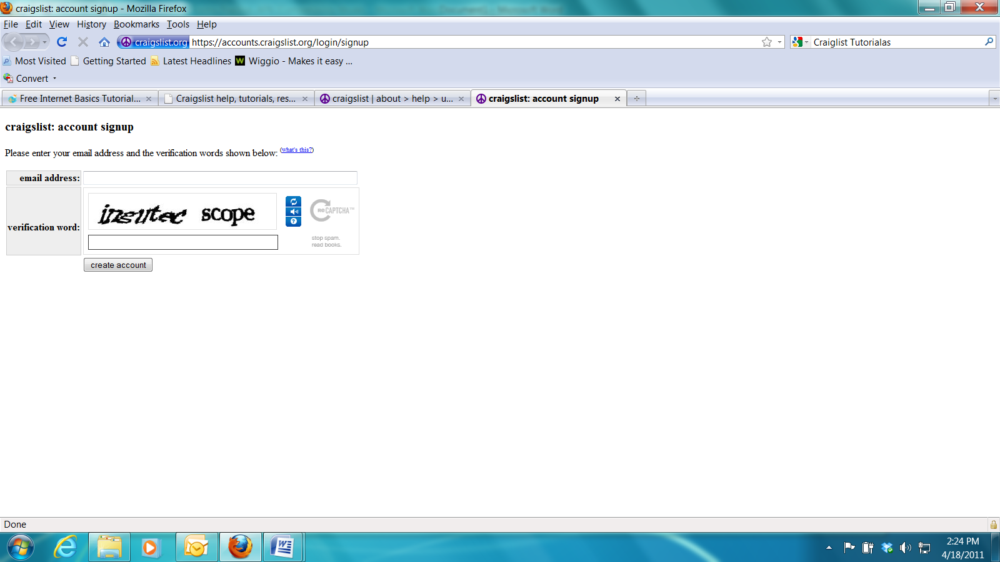 craigslist: account signup - Mozilla Firefox
File Edit View History Bookmarks Tools Help
craigslist.org https://accounts.craigslist.org/login/signup Craiglist Tutorialas
Most Visited Getting Started Latest Headlines Wiggio - Makes it easy ...
Convert
Free Internet Basics Tutorial... Craigslist help, tutorials, res... craigslist | about > help > u... craigslist: account signup
craigslist: account signup
Please enter your email address and the verification words shown below: (what's this?)
email address:
scope
reCAPTCHA™
verification word:
stop spam.
read books.
create account
Done
2:24 PM
4/18/2011